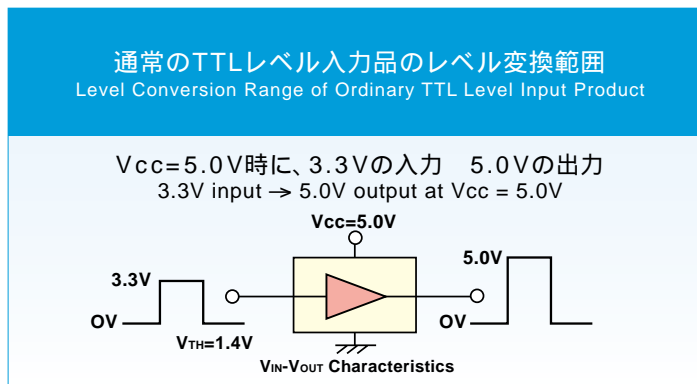 通常のTTLレベル入力品のレベル変換範囲
Level Conversion Range of Ordinary TTL Level Input Product
Vcc=5.0V時に、3.3Vの入力　5.0Vの出力
3.3V input → 5.0V output at Vcc = 5.0V
Vcc=5.0V
3.3V
5.0V
OV
OV
VTH=1.4V
VIN-VOUT Characteristics